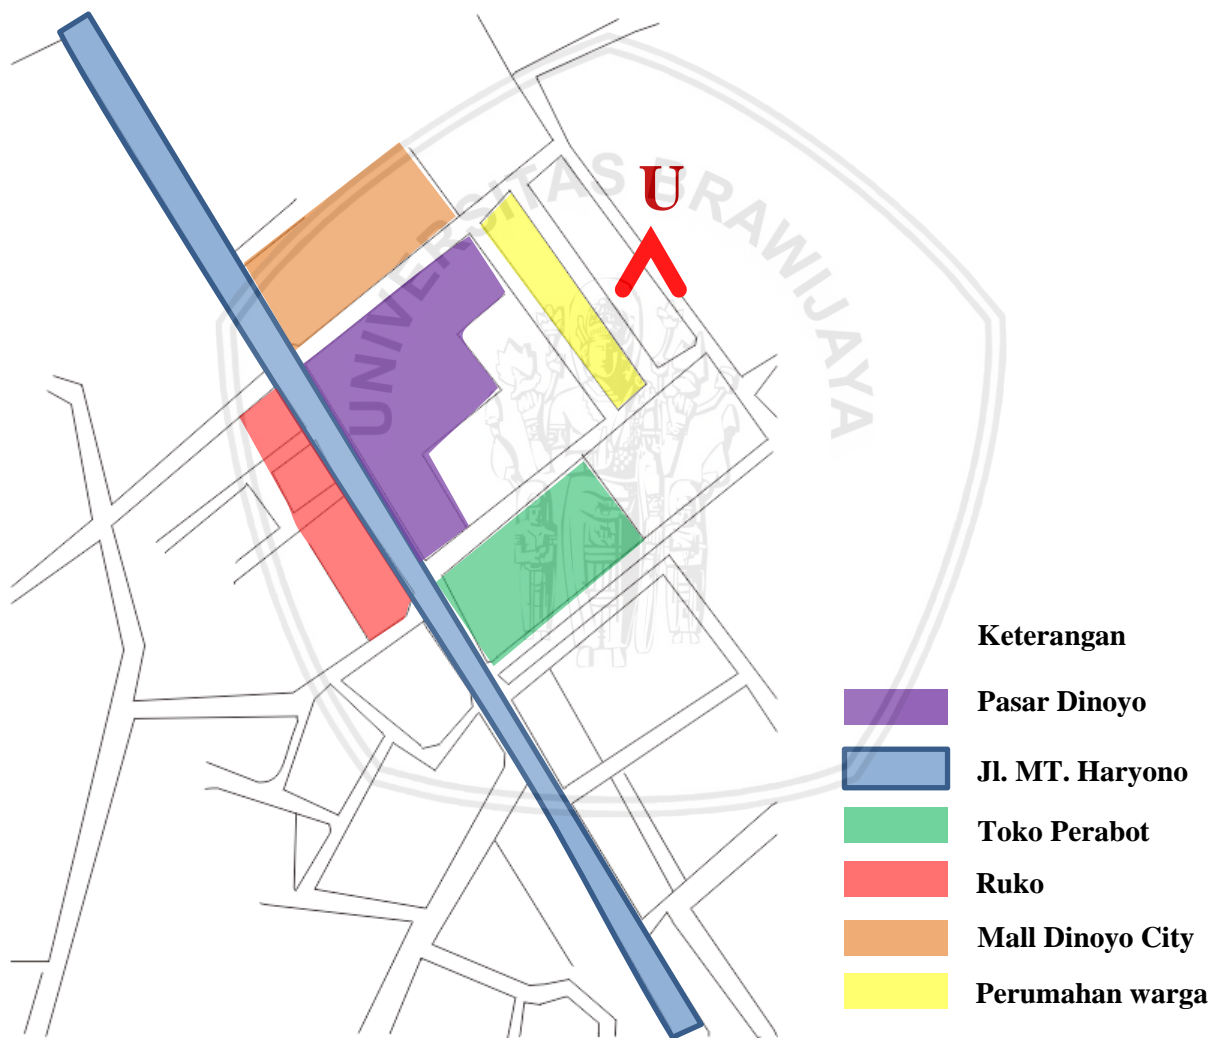 UNIVERSITAS BRAWIJAYA
U
Keterangan
Pasar Dinoyo
Jl. MT. Haryono
Toko Perabot
Ruko
Mall Dinoyo City
Perumahan warga